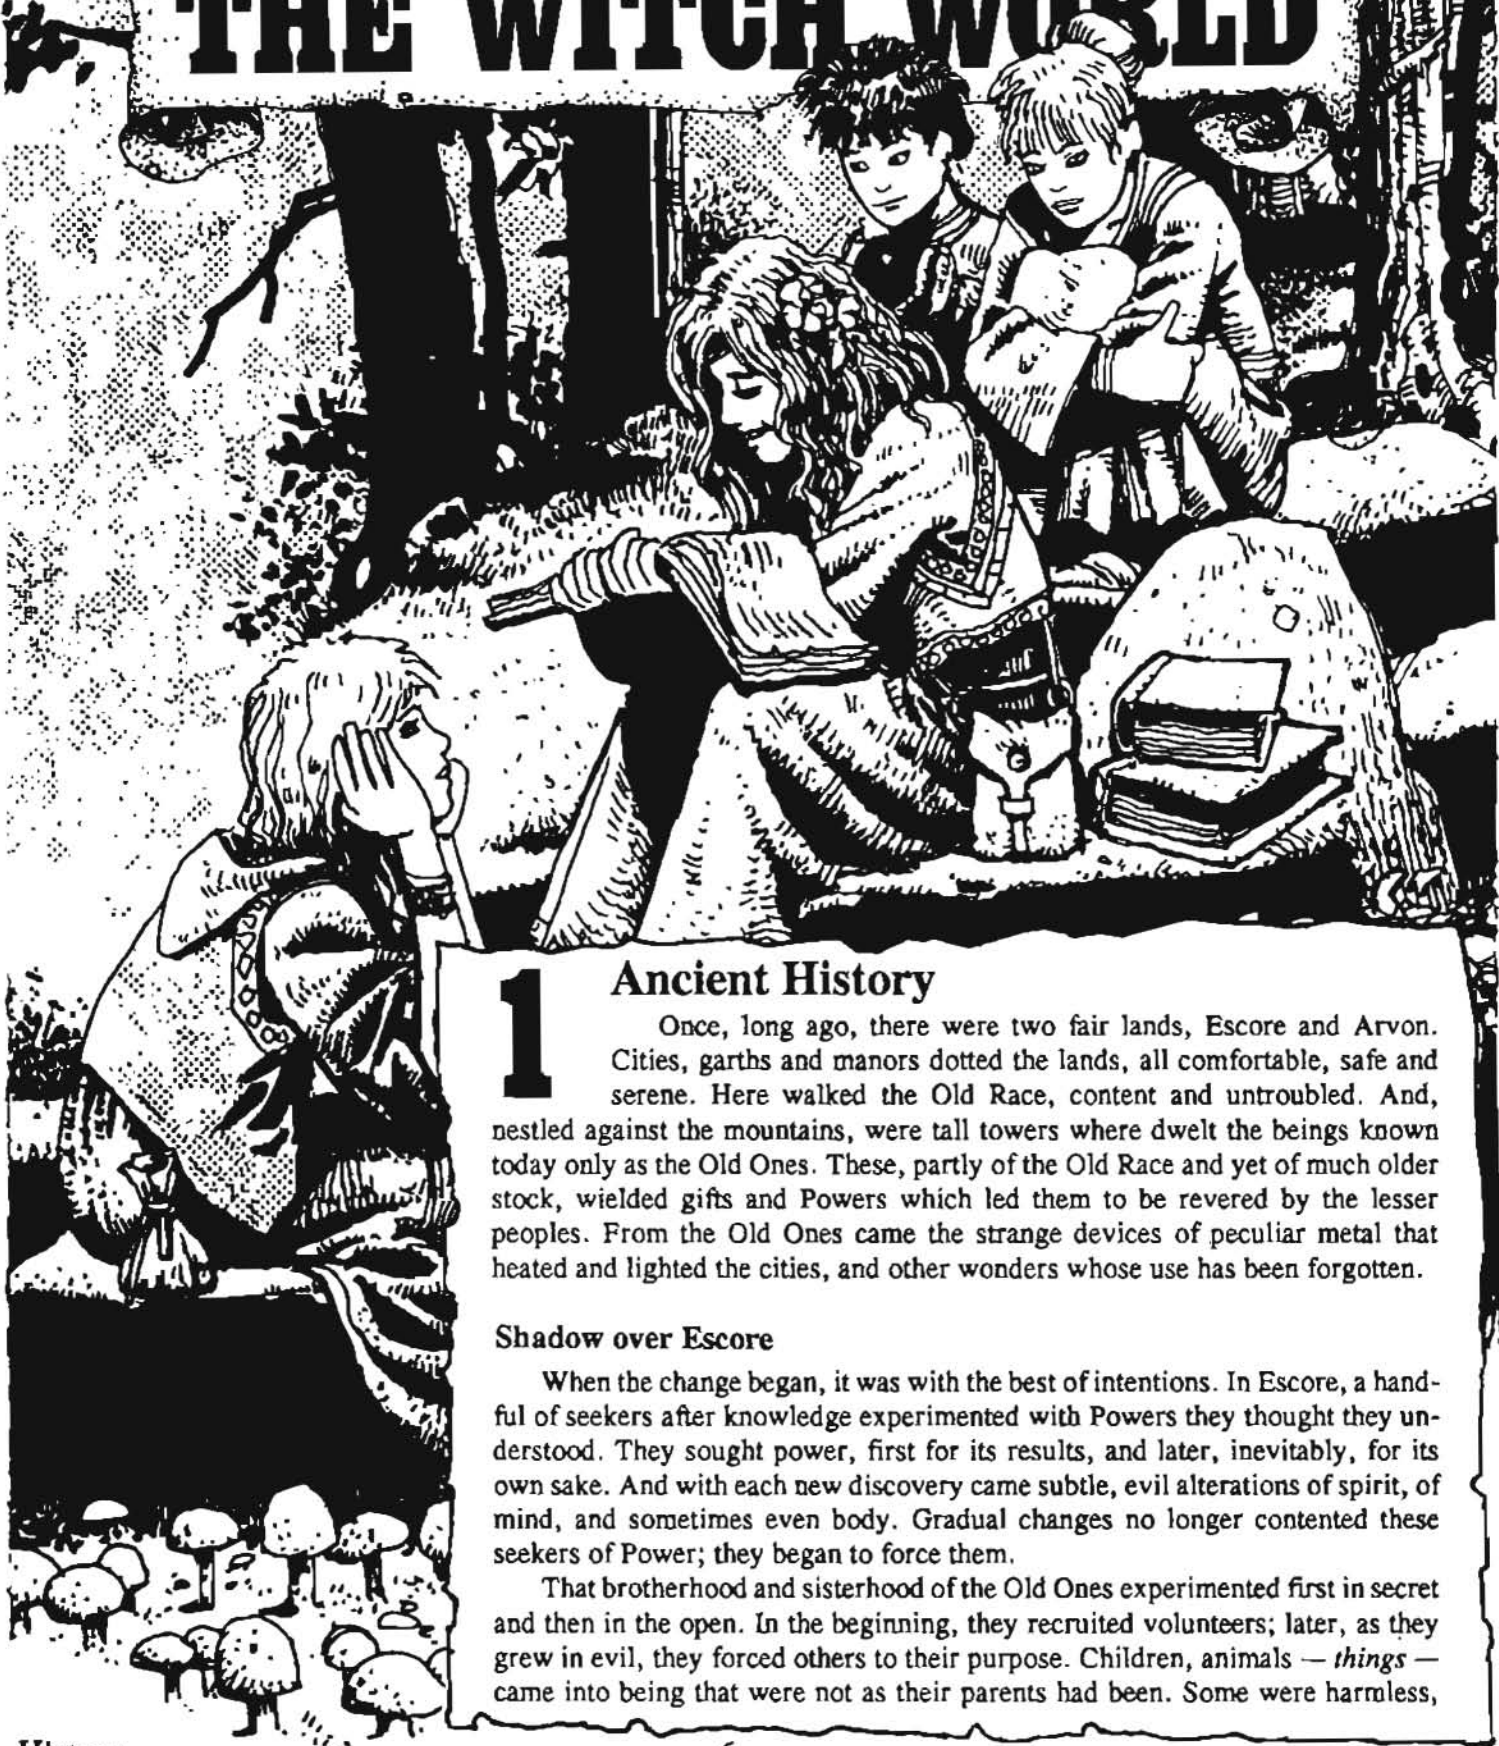 THE WITCH WORLD
1
Ancient History
Once, long ago, there were two fair lands, Escore and Arvon.
Cities, garths and manors dotted the lands, all comfortable, safe and
serene. Here walked the Old Race, content and untroubled. And,
nestled against the mountains, were tall towers where dwelt the beings known
today only as the Old Ones. These, partly of the Old Race and yet of much older
stock, wielded gifts and Powers which led them to be revered by the lesser
peoples. From the Old Ones came the strange devices of peculiar metal that
heated and lighted the cities, and other wonders whose use has been forgotten.
Shadow over Escore
When the change began, it was with the best of intentions. In Escore, a hand-
ful of seekers after knowledge experimented with Powers they thought they un-
derstood. They sought power, first for its results, and later, inevitably, for its
own sake. And with each new discovery came subtle, evil alterations of spirit, of
mind, and sometimes even body. Gradual changes no longer contented these
seekers of Power; they began to force them.
That brotherhood and sisterhood of the Old Ones experimented first in secret
and then in the open. In the beginning, they recruited volunteers; later, as they
grew in evil, they forced others to their purpose. Children, animals — things —
came into being that were not as their parents had been. Some were harmless,